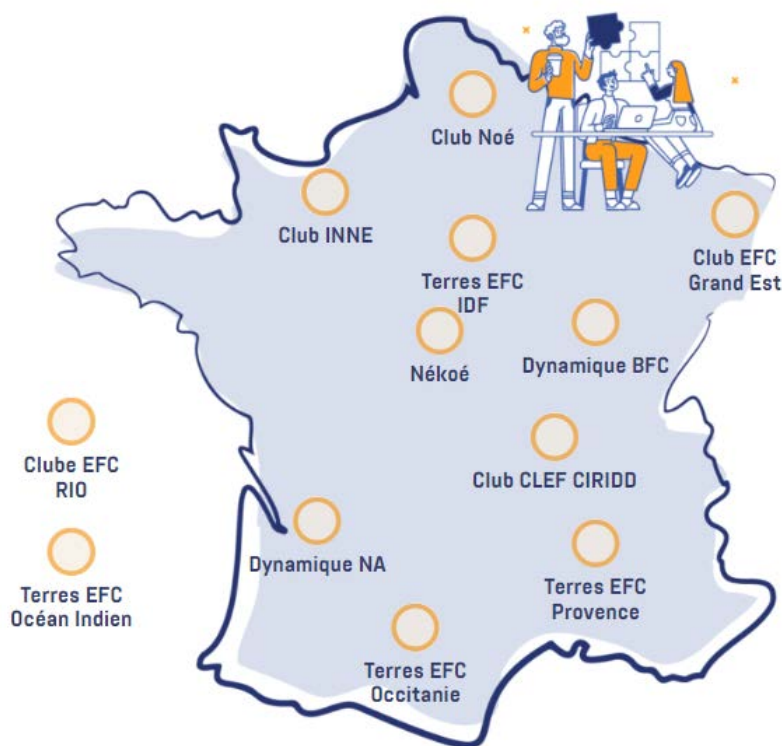 Club Noé
Club INNE
Club EFC
Grand Est
Terres EFC
IDF
Nékoé
Dynamique BFC
Clube EFC
RIO
Club CLEF CIRIDD
Dynamique NA
Terres EFC
Océan Indien
Terres EFC
Provence
Terres EFC
Occitanie